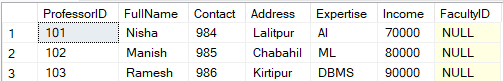 ProfessorID FullName Contact Address Expertise Income FacultyID
1 101 Nisha 984 Lalitpur AI 70000 NULL
2 102 Manish 985 Chabahil ML 80000 NULL
3 103 Ramesh 986 Kirtipur DBMS 90000 NULL